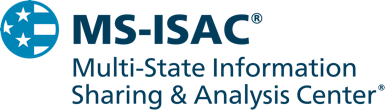 MS-ISAC®
Multi-State Information
Sharing & Analysis Center®